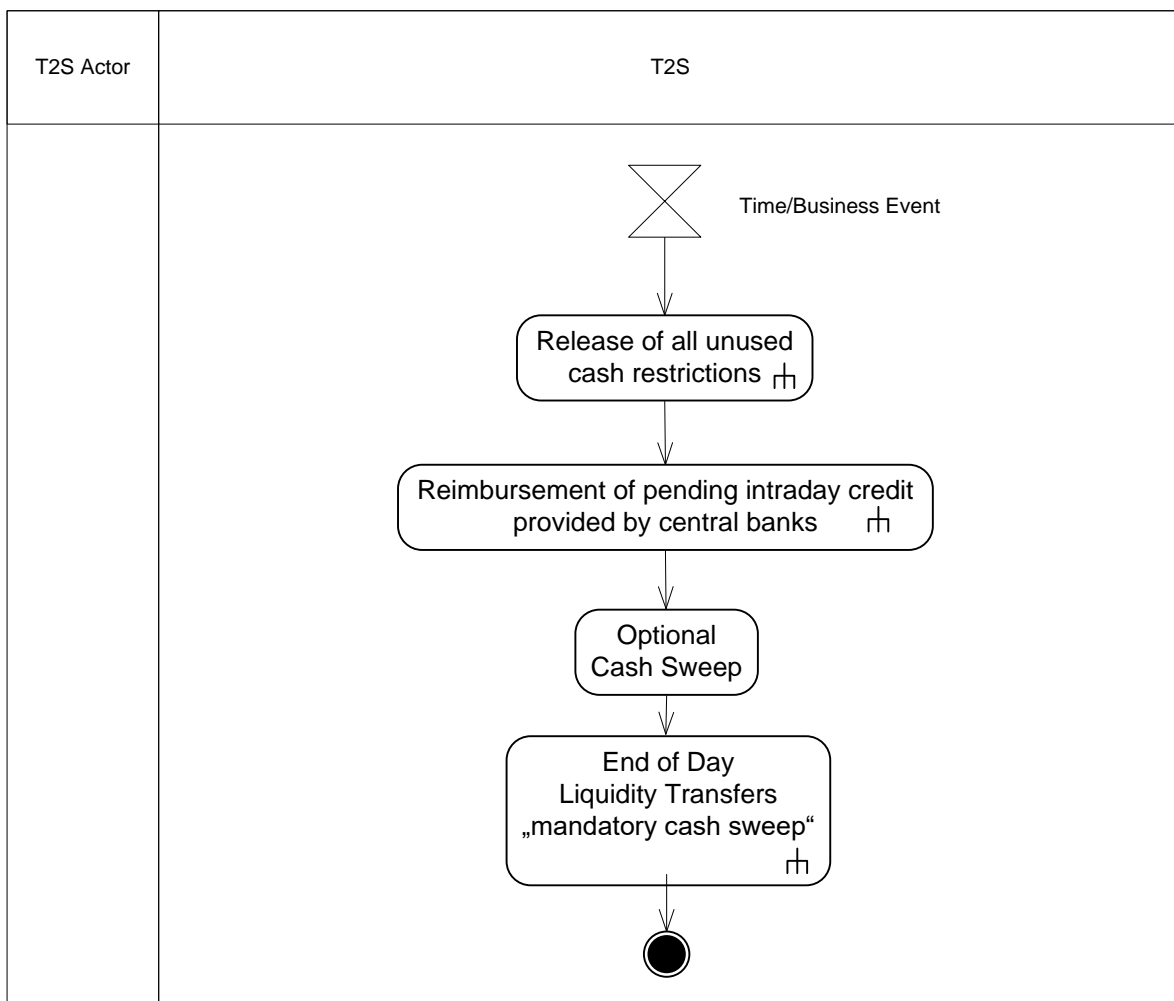 T2S Actor
T2S
Time/Business Event
Release of all unused
cash restrictions
Reimbursement of pending intraday credit
provided by central banks
Optional
Cash Sweep
End of Day
Liquidity Transfers
„mandatory cash sweep“